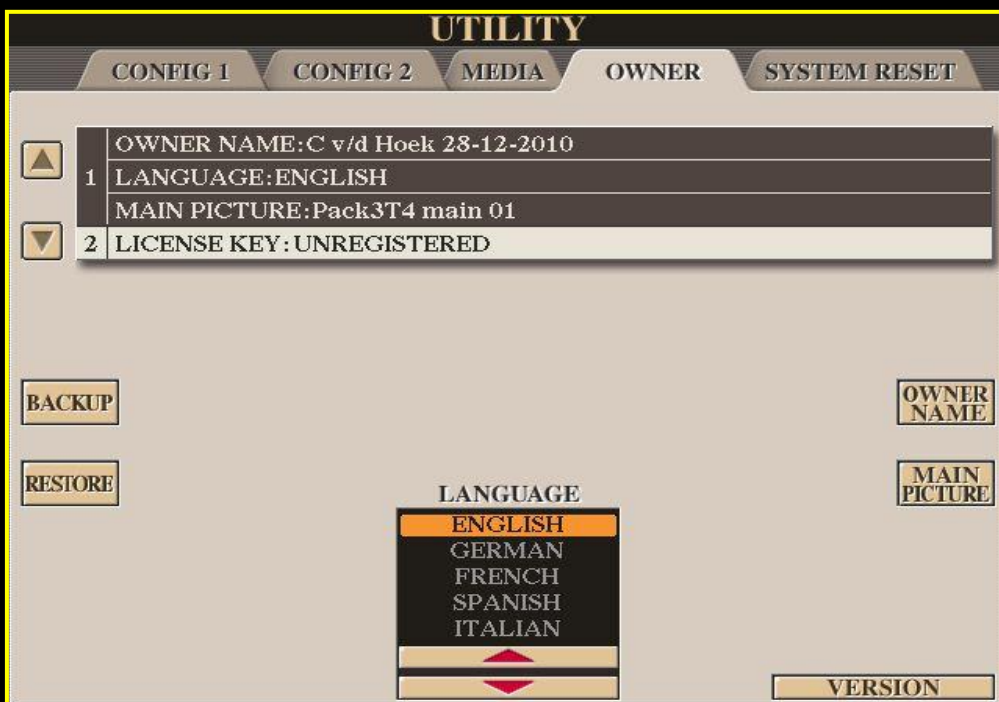 UTILITY
CONFIG 1 CONFIG 2 MEDIA OWNER SYSTEM RESET
OWNER NAME:C v/d Hoek 28-12-2010
1 LANGUAGE:ENGLISH
MAIN PICTURE:Pack3T4 main 01
2 LICENSE KEY:UNREGISTERED
BACKUP
OWNER
NAME
RESTORE
MAIN
PICTURE
LANGUAGE
ENGLISH
GERMAN
FRENCH
SPANISH
ITALIAN
VERSION